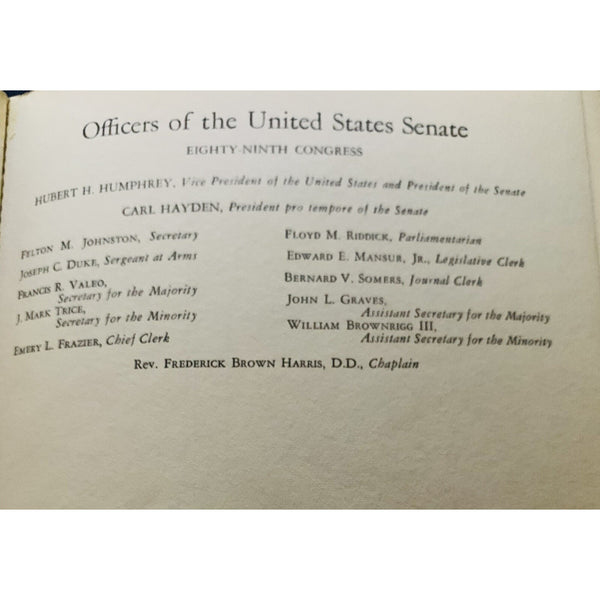 Officers of the United States Senate
EIGHTY-NINTH CONGRESS
HUBERT H. HUMPHREY, Vice President of the United States and President of the Senate
CARL HAYDEN, President pro tempore of the Senate
FELTON M. JOHNSTON, Secretary
JOSEPH C. DUKE, Sergeant at Arms
FRANCIS R. VALEO,
Secretary for the Majority
J. MARK TRICE,
Secretary for the Minority
EMERY L. FRAZIER, Chief Clerk
FLOYD M. RIDDICK, Parliamentarian
EDWARD E. MANSUR, JR., Legislative Clerk
BERNARD V. SOMERS, Journal Clerk
JOHN L. GRAVES,
Assistant Secretary for the Majority
WILLIAM BROWNRIGG III,
Assistant Secretary for the Minority
REV. FREDERICK BROWN HARRIS, D.D., Chaplain